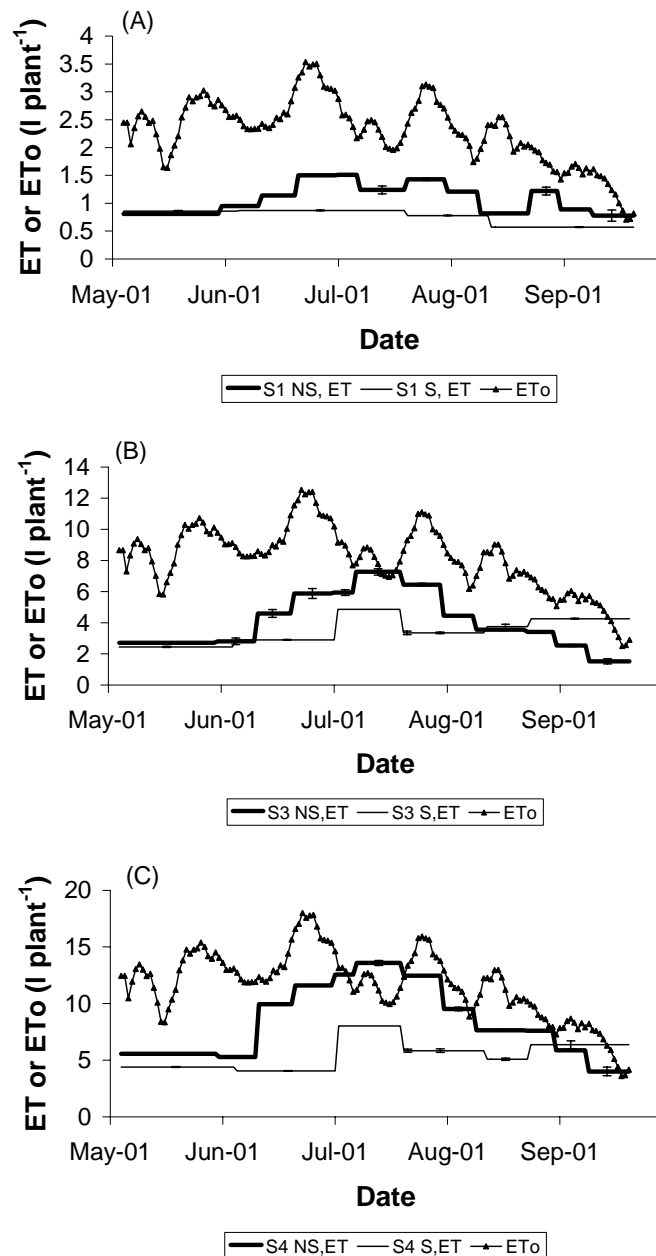 (A)
ET or ETo (l plant⁻¹)
4
3.5
3
2.5
2
1.5
1
0.5
0
May-01 Jun-01 Jul-01 Aug-01 Sep-01
Date
S1 NS, ET S1 S, ET ETo
(B)
ET or ETo (l plant⁻¹)
14
12
10
8
6
4
2
0
May-01 Jun-01 Jul-01 Aug-01 Sep-01
Date
S3 NS,ET S3 S,ET ETo
(C)
ET or ETo (l plant⁻¹)
20
15
10
5
0
May-01 Jun-01 Jul-01 Aug-01 Sep-01
Date
S4 NS,ET S4 S,ET ETo